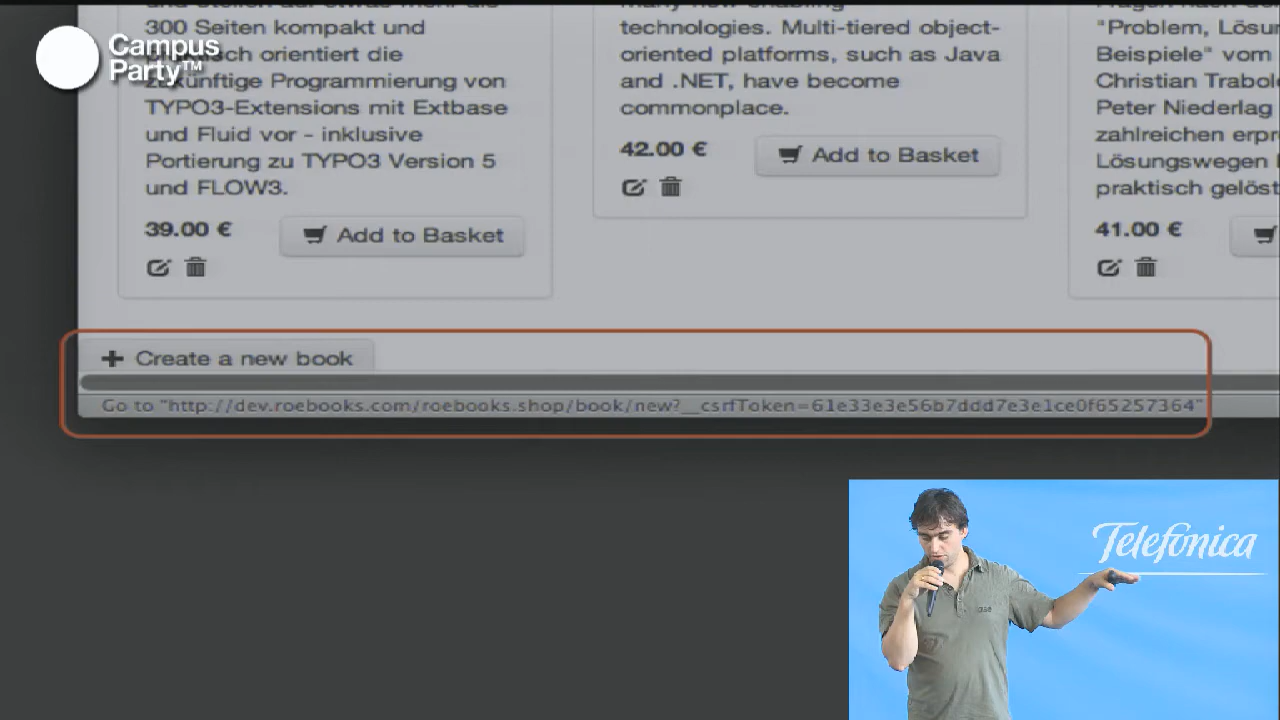 Campus
Party™
300 Seiten kompakt und
orientiert die
zukünftige Programmierung von
TYPO3-Extensions mit Extbase
und Fluid vor - inklusive
Portierung zu TYPO3 Version 5
und FLOW3.
39.00 €
Add to Basket
technologies. Multi-tiered object-
oriented platforms, such as Java
and .NET, have become
commonplace.
42.00 €
Add to Basket
"Problem, Lösu
Beispiele" vom
Christian Trabol
Peter Niederlag
zahlreichen erpr
Lösungswegen
praktisch gelöst
41.00 €
Create a new book
Go to "http://dev.roebooks.com/roebooks.shop/book/new?__csrfToken=61e33e3e56b7ddd7e3e1ce0f65257364"
Telefónica